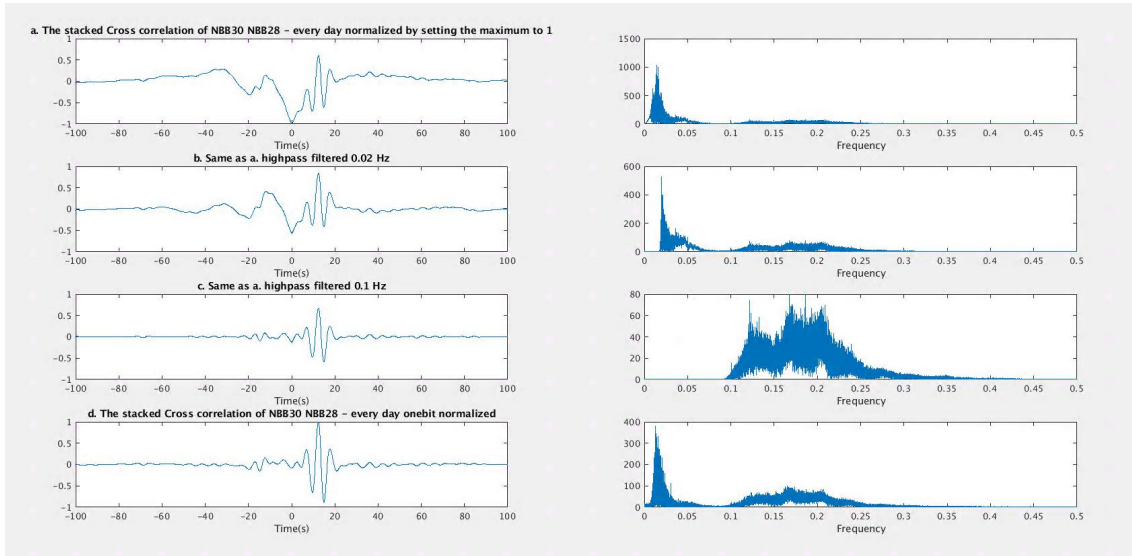 a. The stacked Cross correlation of NBB30 NBB28 – every day normalized by setting the maximum to 1
1
0.5
0
-0.5
-1
-100 -80 -60 -40 -20 0 20 40 60 80 100
Time(s)
1500
1000
500
0
0 0.05 0.1 0.15 0.2 0.25 0.3 0.35 0.4 0.45 0.5
Frequency
b. Same as a. highpass filtered 0.02 Hz
1
0.5
0
-0.5
-1
-100 -80 -60 -40 -20 0 20 40 60 80 100
Time(s)
600
400
200
0
0 0.05 0.1 0.15 0.2 0.25 0.3 0.35 0.4 0.45 0.5
Frequency
c. Same as a. highpass filtered 0.1 Hz
1
0.5
0
-0.5
-1
-100 -80 -60 -40 -20 0 20 40 60 80 100
Time(s)
80
60
40
20
0
0 0.05 0.1 0.15 0.2 0.25 0.3 0.35 0.4 0.45 0.5
Frequency
d. The stacked Cross correlation of NBB30 NBB28 – every day onebit normalized
1
0.5
0
-0.5
-1
-100 -80 -60 -40 -20 0 20 40 60 80 100
Time(s)
400
300
200
100
0
0 0.05 0.1 0.15 0.2 0.25 0.3 0.35 0.4 0.45 0.5
Frequency